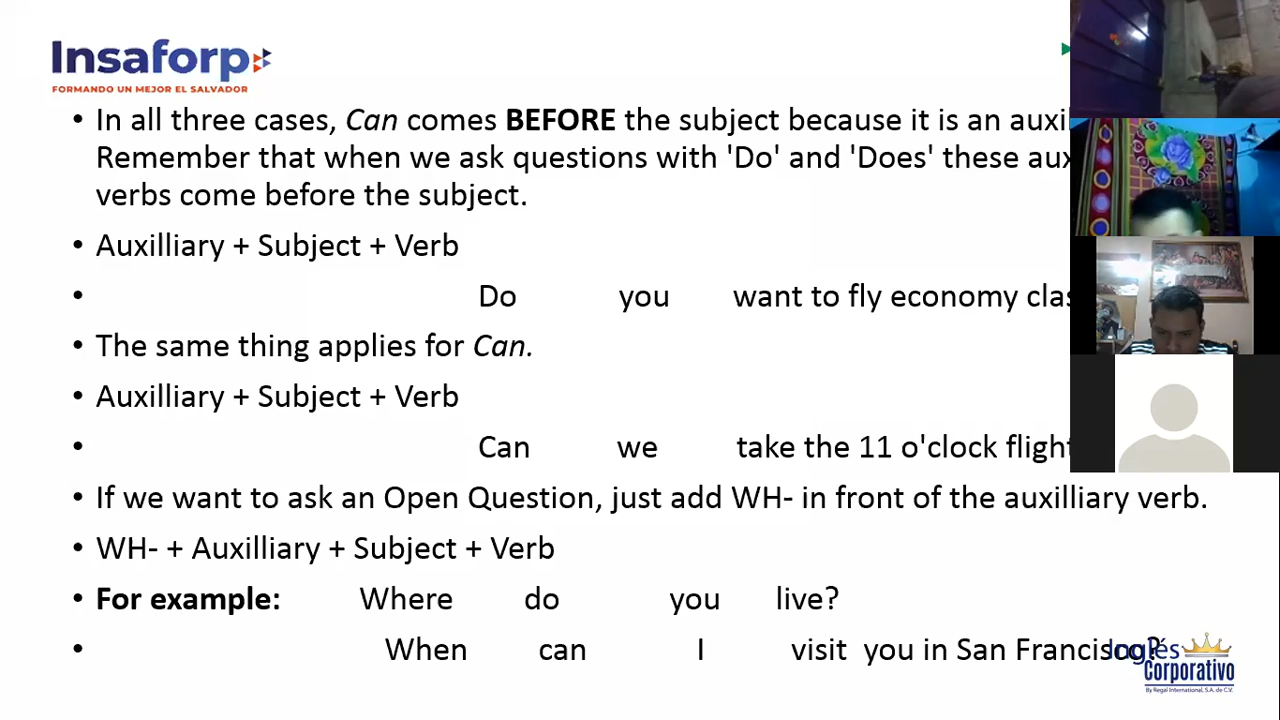 Insaforp
FORMANDO UN MEJOR EL SALVADOR
• In all three cases, Can comes BEFORE the subject because it is an
Remember that when we ask questions with 'Do' and 'Does' these
verbs come before the subject.
• Auxilliary + Subject + Verb
• Do you want to fly economy
• The same thing applies for Can.
• Auxilliary + Subject + Verb
• Can we take the 11 o'clock flight
• If we want to ask an Open Question, just add WH- in front of the auxilliary verb.
• WH- + Auxilliary + Subject + Verb
• For example: Where do you live?
• When can I visit you in San Francisco?
Inglés
Corporativo
By Regal International, S.A. de C.V.